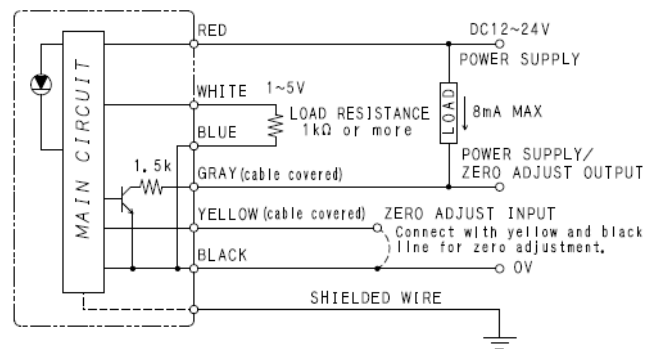 RED
DC12~24V
POWER SUPPLY
MAIN CIRCUIT
WHITE
1~5V
LOAD RESISTANCE
1kΩ or more
LOAD
8mA MAX
BLUE
1.5k
GRAY (cable covered)
POWER SUPPLY/
ZERO ADJUST OUTPUT
YELLOW (cable covered)
ZERO ADJUST INPUT
Connect with yellow and black
line for zero adjustment.
BLACK
0V
SHIELDED WIRE